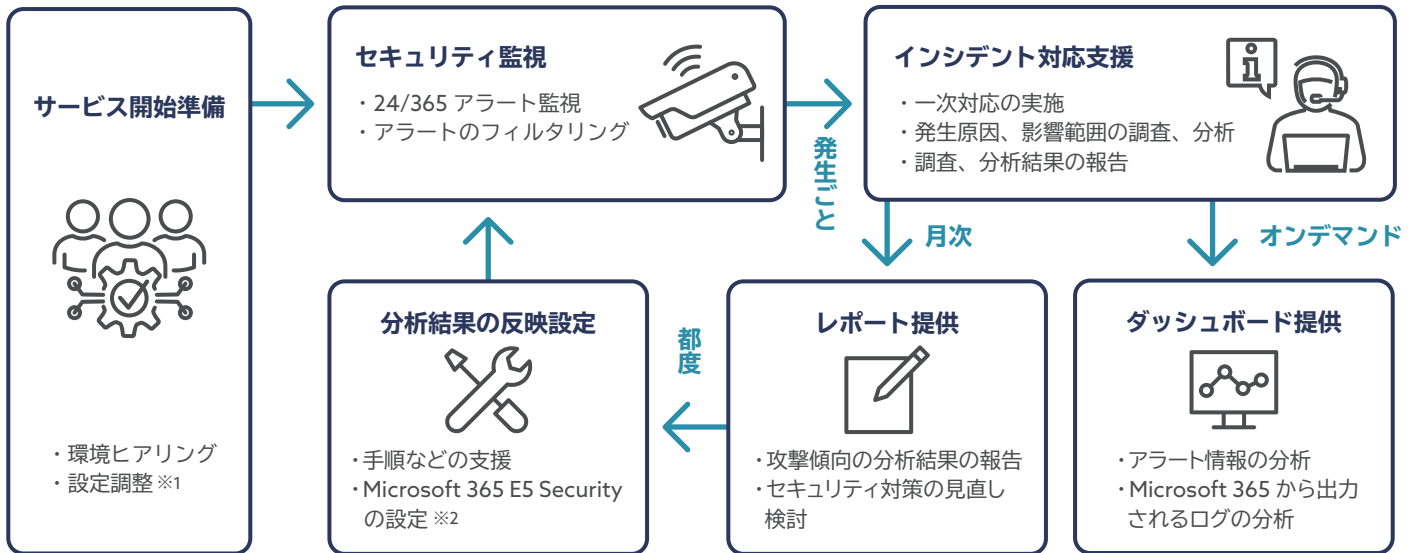 サービス開始準備
・環境ヒアリング
・設定調整 ※1
セキュリティ監視
・24/365 アラート監視
・アラートのフィルタリング
発生ごと
インシデント対応支援
・一次対応の実施
・発生原因、影響範囲の調査、分析
・調査、分析結果の報告
月次
オンデマンド
分析結果の反映設定
・手順などの支援
・Microsoft 365 E5 Security
の設定 ※2
都度
レポート提供
・攻撃傾向の分析結果の報告
・セキュリティ対策の見直し
検討
ダッシュボード提供
・アラート情報の分析
・Microsoft 365 から出力
されるログの分析